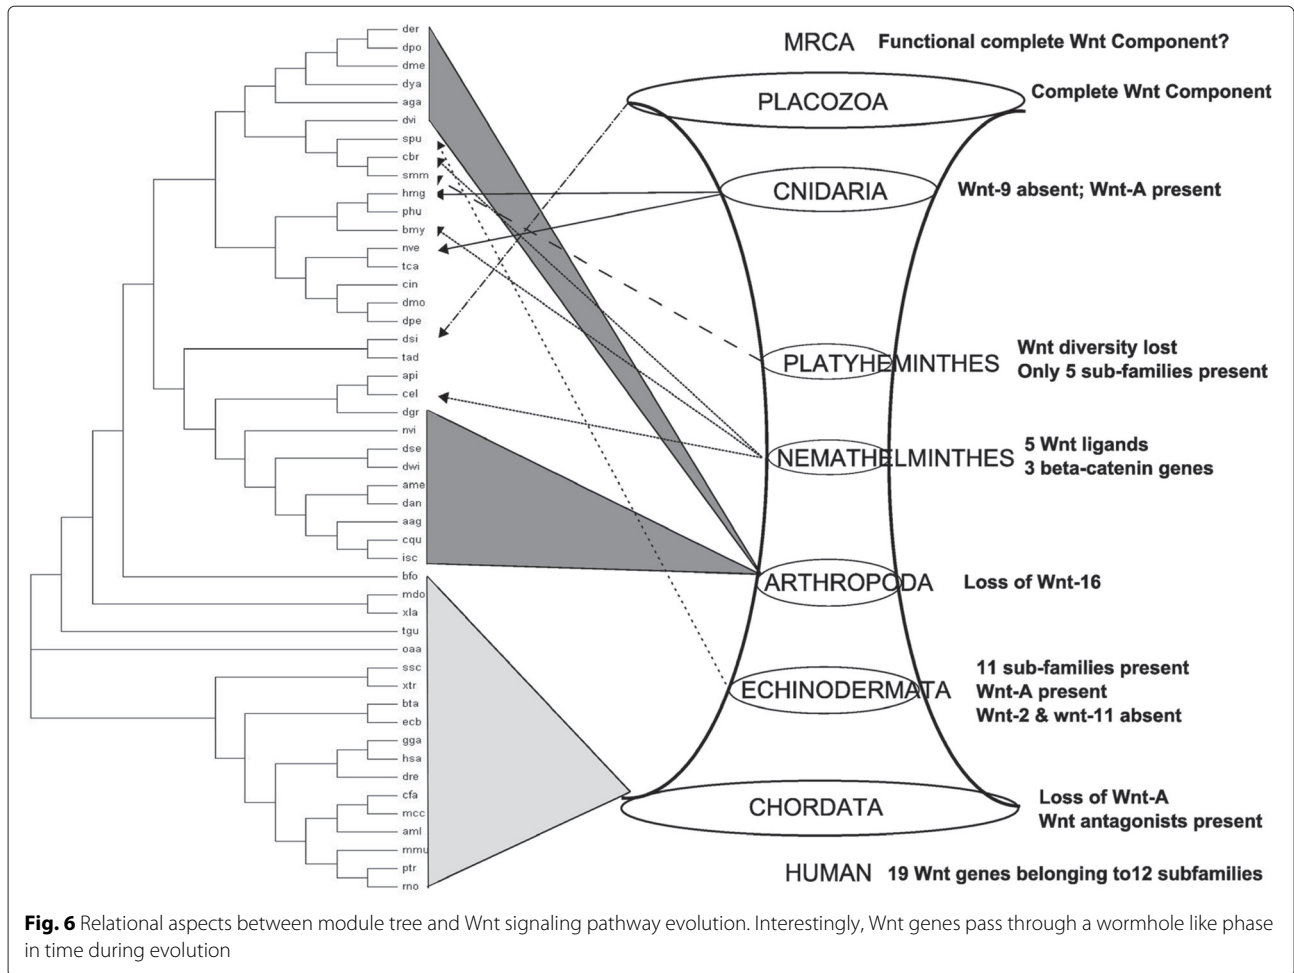 der
dpo
dme
dya
aga
dvi
spu
cbr
smm
hmg
phu
bmy
nve
tca
cin
dmo
dpe
dsi
tad
api
cel
dgr
nvi
dse
dwi
ame
dan
aag
cqu
isc
bfo
mdo
xla
tgu
oaa
ssc
xtr
bta
ecb
gga
hsa
dre
cfa
mcc
aml
mmu
ptr
rno
MRCA Functional complete Wnt Component?
PLACOZOA Complete Wnt Component
CNIDARIA Wnt-9 absent; Wnt-A present
PLATYHEMINTHES
Wnt diversity lost
Only 5 sub-families present
NEMATHELMINTHES
5 Wnt ligands
3 beta-catenin genes
ARTHROPODA Loss of Wnt-16
ECHINODERMATA
11 sub-families present
Wnt-A present
Wnt-2 & wnt-11 absent
CHORDATA
Loss of Wnt-A
Wnt antagonists present
HUMAN 19 Wnt genes belonging to12 subfamilies
Fig. 6 Relational aspects between module tree and Wnt signaling pathway evolution. Interestingly, Wnt genes pass through a wormhole like phase
in time during evolution